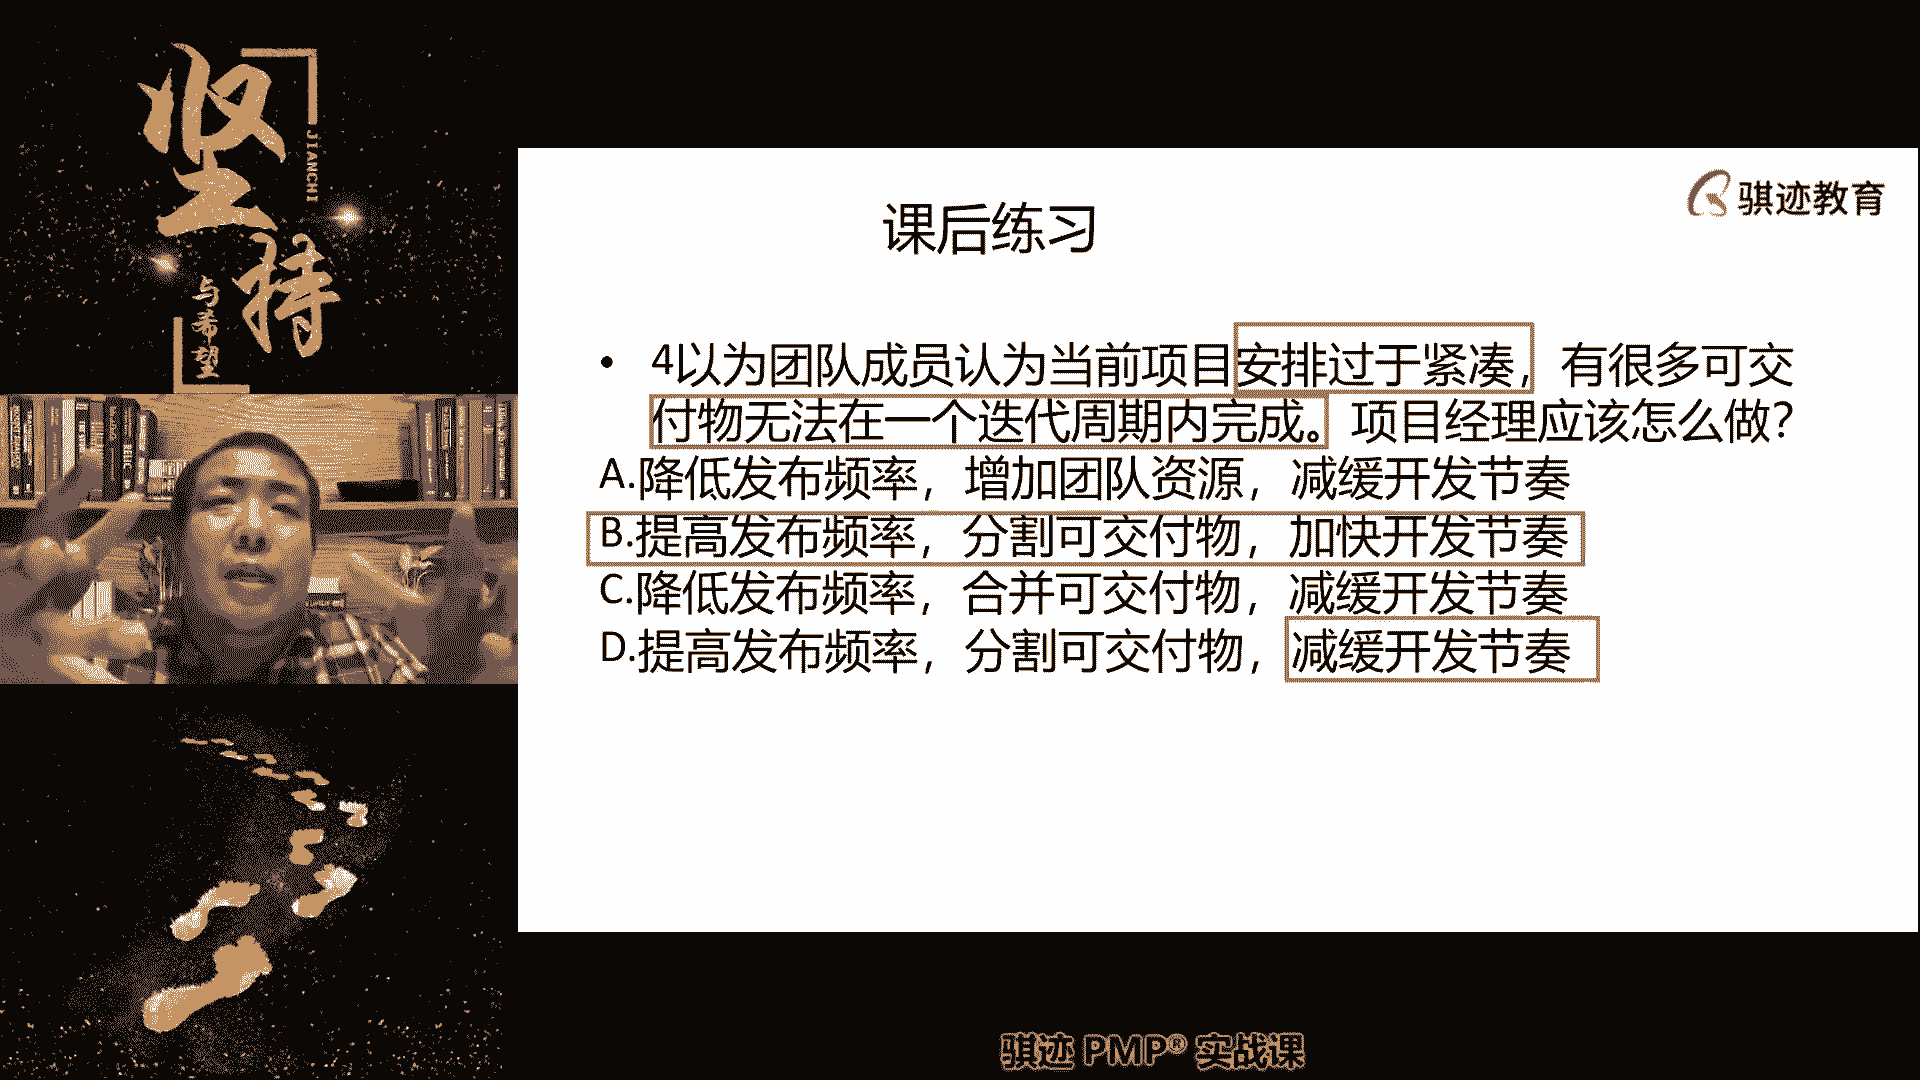 坚持
JIANCHI
与希望
骐迹教育
课后练习
• 4以为团队成员认为当前项目安排过于紧凑，有很多可交
付物无法在一个迭代周期内完成。项目经理应该怎么做？
A.降低发布频率，增加团队资源，减缓开发节奏
B.提高发布频率，分割可交付物，加快开发节奏
C.降低发布频率，合并可交付物，减缓开发节奏
D.提高发布频率，分割可交付物，减缓开发节奏
骐迹 PMP® 实战课